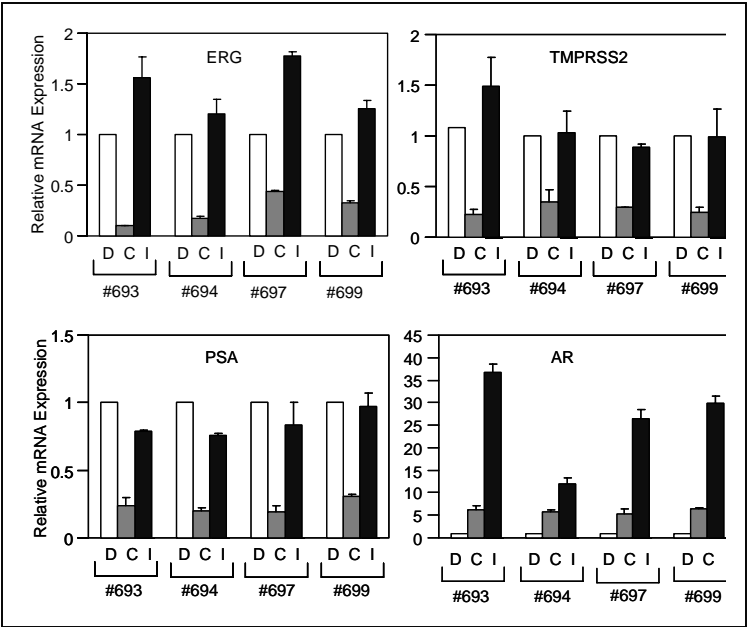 Relative mRNA Expression
ERG
2
1.5
1
0.5
0
D C I D C I D C I D C I
#693 #694 #697 #699
TMPRSS2
2
1.5
1
0.5
0
D C I D C I D C I D C I
#693 #694 #697 #699
Relative mRNA Expression
PSA
1.5
1
0.5
0
D C I D C I D C I D C I
#693 #694 #697 #699
AR
45
40
35
30
25
20
15
10
5
0
D C I D C I D C I D C
#693 #694 #697 #699